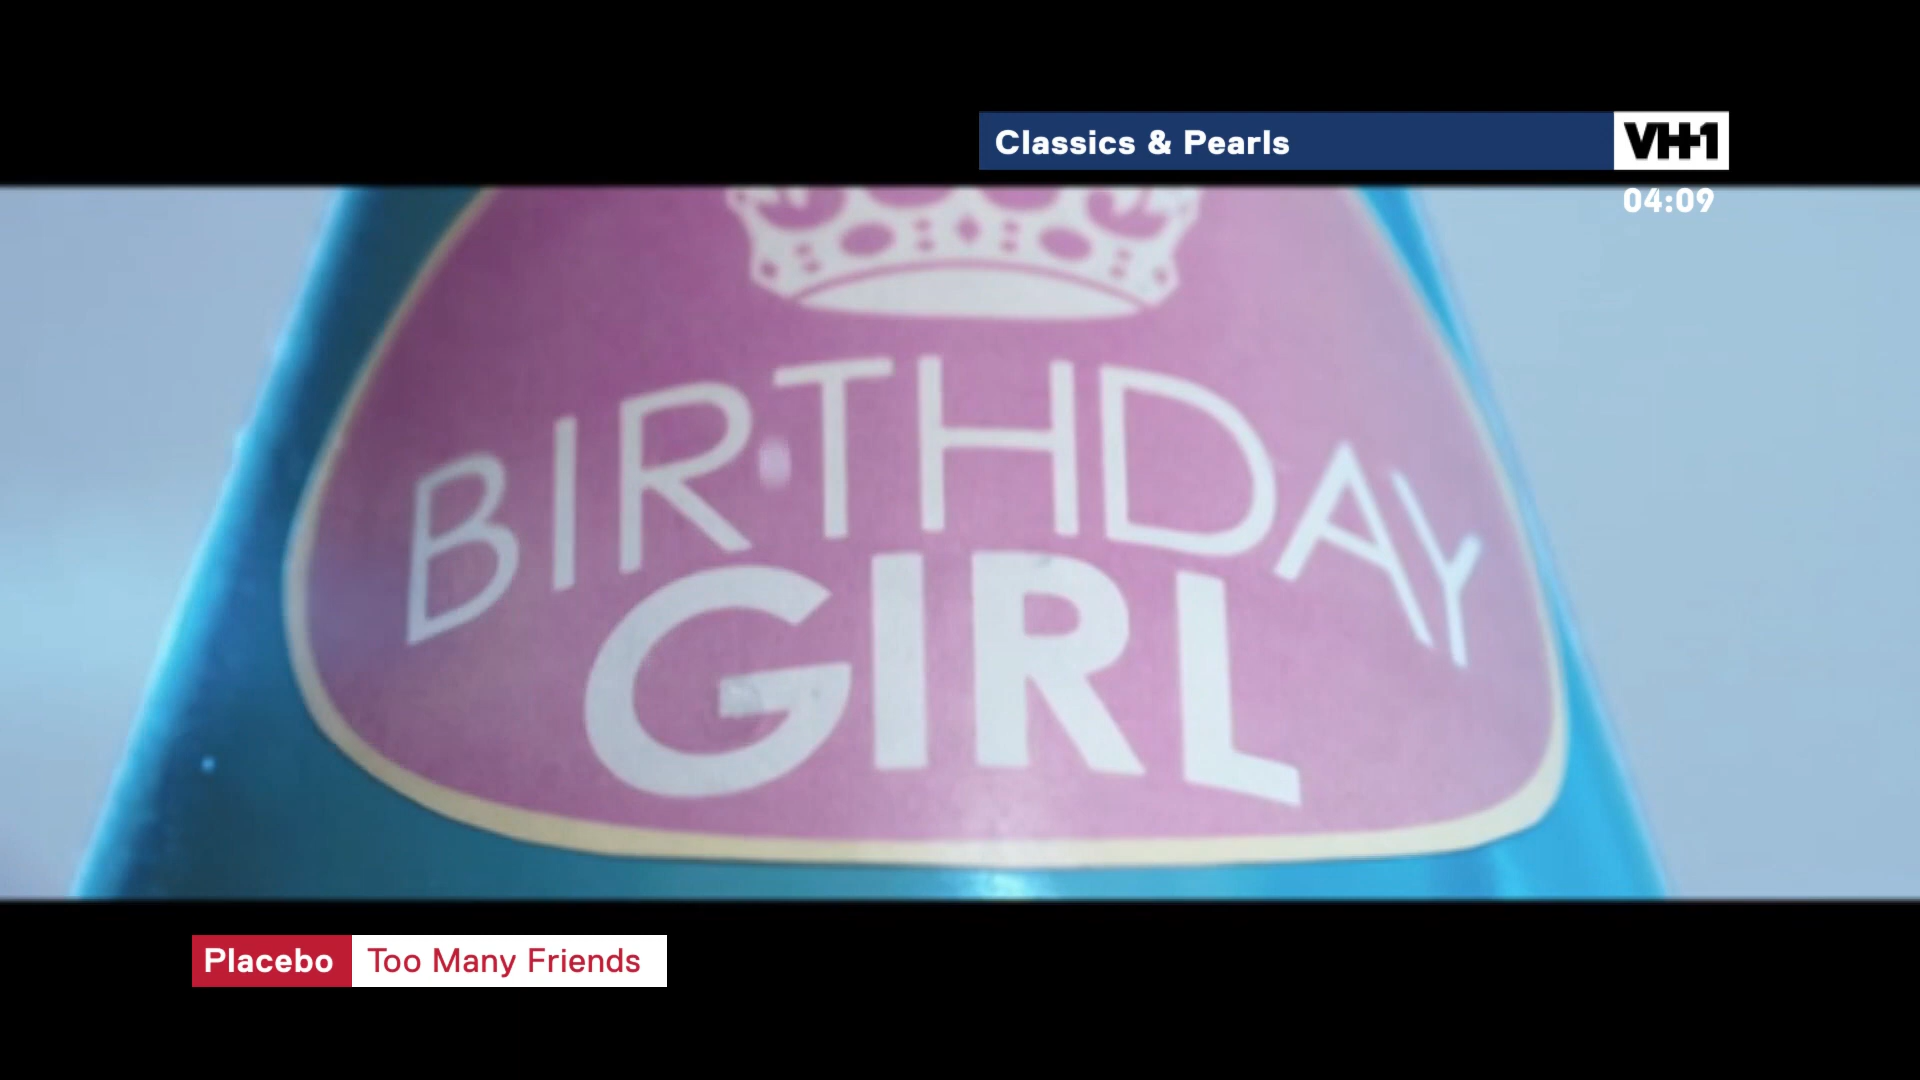 Classics & Pearls
VH1
04:09
BIRTHDAY
GIRL
Placebo Too Many Friends